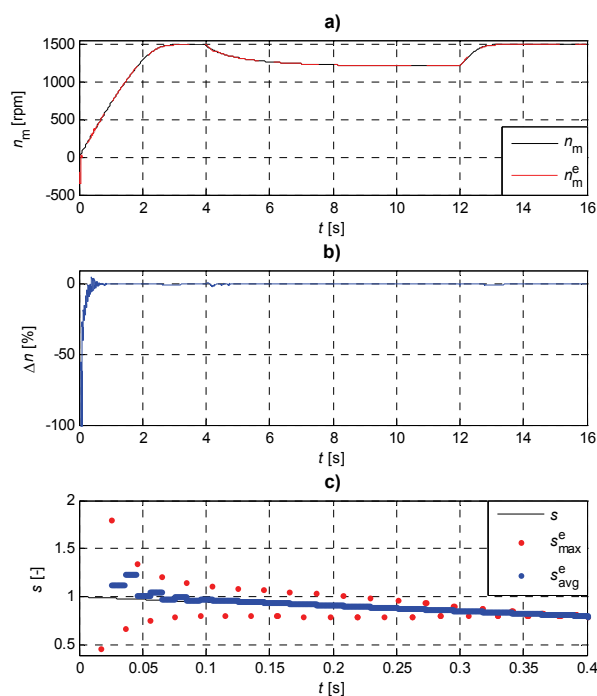 a)
1500
1000
500
0
-500
n_m [rpm]
0 2 4 6 8 10 12 14 16
t [s]
n_m
n_m^e
b)
0
-50
-100
Δn [%]
0 2 4 6 8 10 12 14 16
t [s]
c)
2
1.5
1
0.5
s [-]
0 0.05 0.1 0.15 0.2 0.25 0.3 0.35 0.4
t [s]
s
s_max^e
s_avg^e